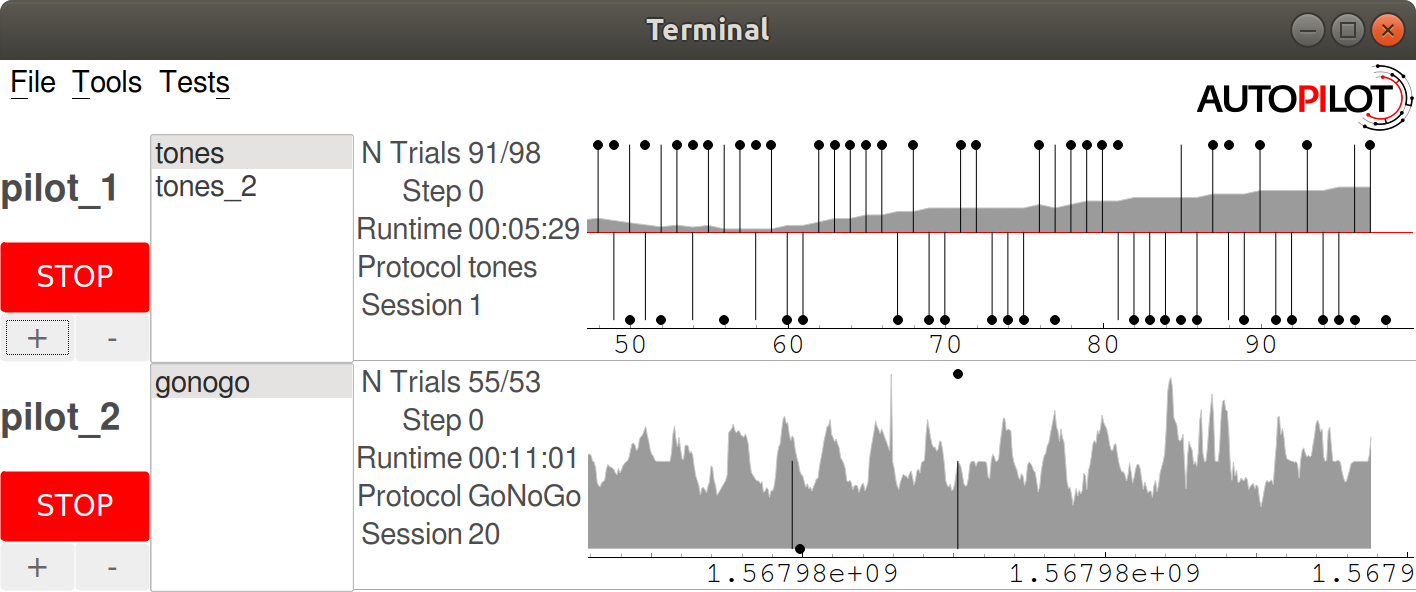 Terminal
File Tools Tests
AUTOPILOT
pilot_1
STOP
+ -
tones
tones_2
N Trials 91/98
Step 0
Runtime 00:05:29
Protocol tones
Session 1
50 60 70 80 90
pilot_2
STOP
+ -
gonogo
N Trials 55/53
Step 0
Runtime 00:11:01
Protocol GoNoGo
Session 20
1.56798e+09 1.56798e+09 1.5679